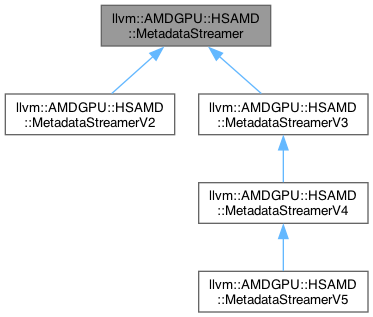 llvm::AMDGPU::HSAMD
::MetadataStreamer
llvm::AMDGPU::HSAMD
::MetadataStreamerV2
llvm::AMDGPU::HSAMD
::MetadataStreamerV3
llvm::AMDGPU::HSAMD
::MetadataStreamerV4
llvm::AMDGPU::HSAMD
::MetadataStreamerV5